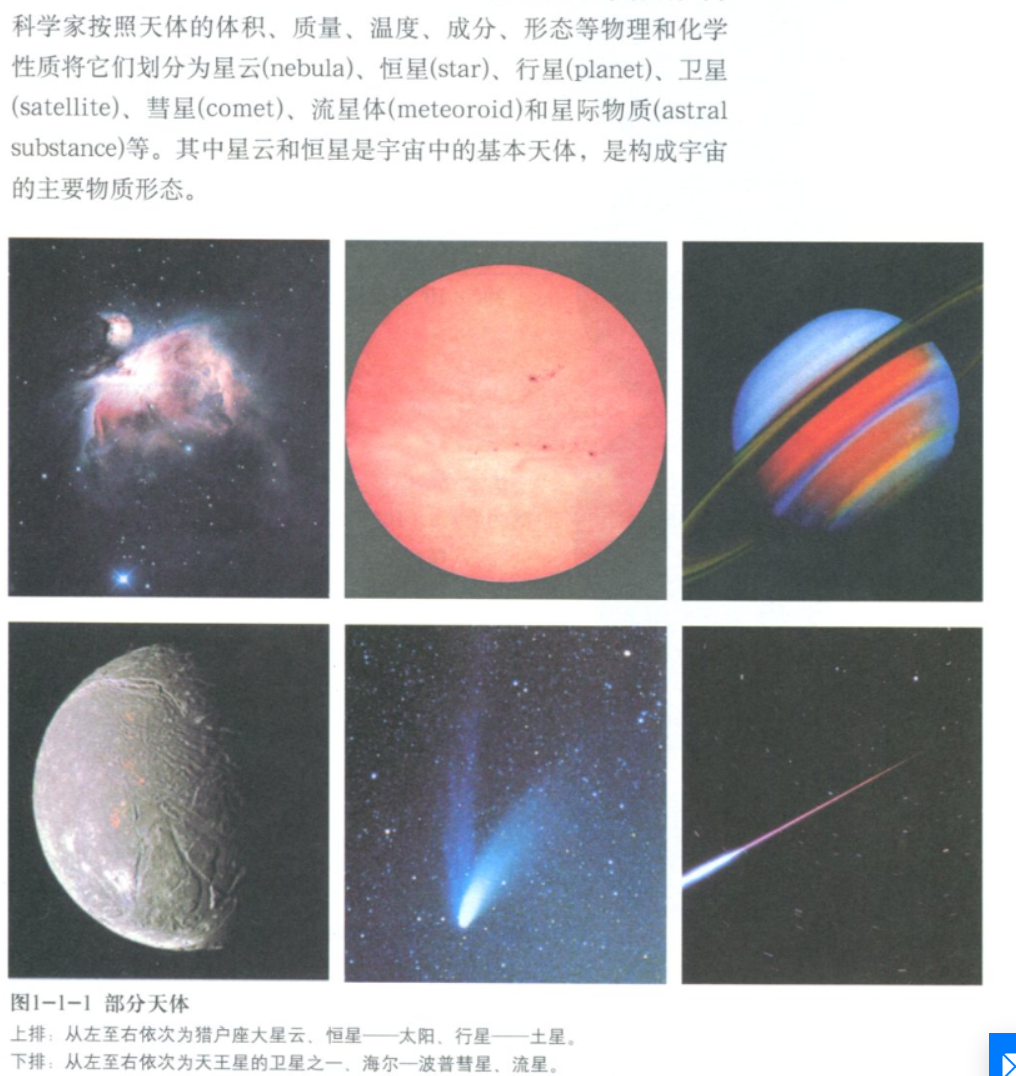 科学家按照天体的体积、质量、温度、成分、形态等物理和化学
性质将它们划分为星云(nebula)、恒星(star)、行星(planet)、卫星
(satellite)、彗星(comet)、流星体(meteoroid)和星际物质(astral
substance)等。其中星云和恒星是宇宙中的基本天体，是构成宇宙
的主要物质形态。
图1-1-1 部分天体
上排：从左至右依次为猎户座大星云、恒星——太阳、行星——土星。
下排：从左至右依次为天王星的卫星之一、海尔—波普彗星、流星。